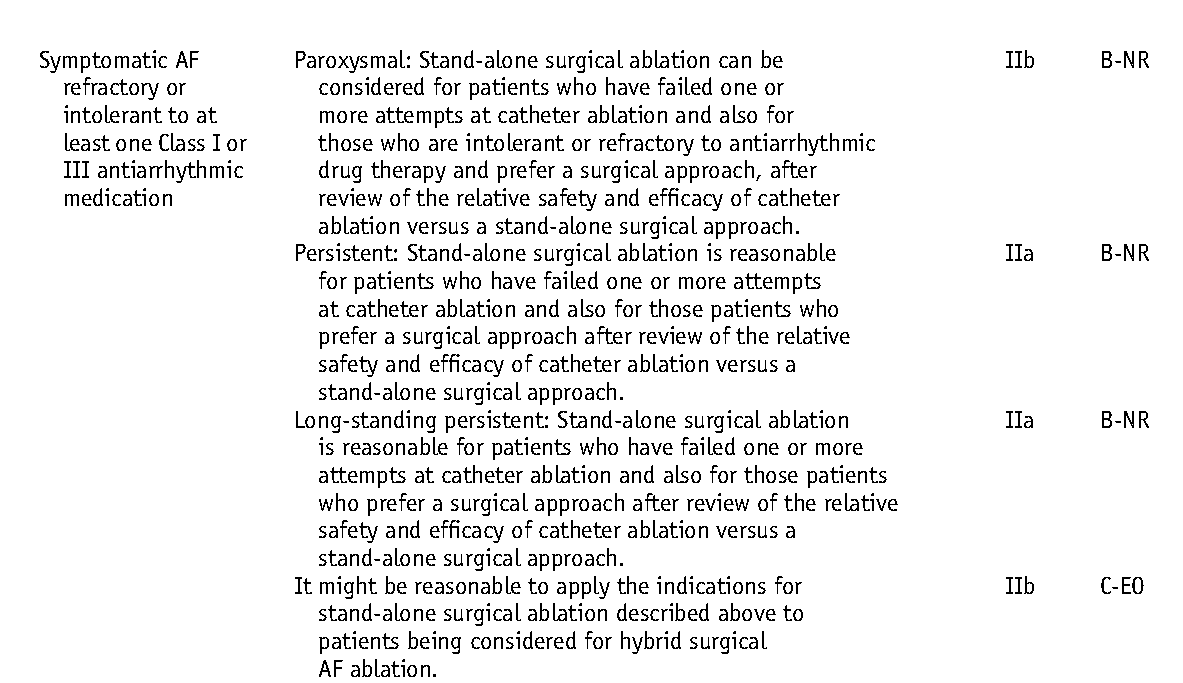 Symptomatic AF
refractory or
intolerant to at
least one Class I or
III antiarrhythmic
medication
Paroxysmal: Stand-alone surgical ablation can be
considered for patients who have failed one or
more attempts at catheter ablation and also for
those who are intolerant or refractory to antiarrhythmic
drug therapy and prefer a surgical approach, after
review of the relative safety and efficacy of catheter
ablation versus a stand-alone surgical approach.
IIb
B-NR
Persistent: Stand-alone surgical ablation is reasonable
for patients who have failed one or more attempts
at catheter ablation and also for those patients who
prefer a surgical approach after review of the relative
safety and efficacy of catheter ablation versus a
stand-alone surgical approach.
IIa
B-NR
Long-standing persistent: Stand-alone surgical ablation
is reasonable for patients who have failed one or more
attempts at catheter ablation and also for those patients
who prefer a surgical approach after review of the relative
safety and efficacy of catheter ablation versus a
stand-alone surgical approach.
IIa
B-NR
It might be reasonable to apply the indications for
stand-alone surgical ablation described above to
patients being considered for hybrid surgical
AF ablation.
IIb
C-EO